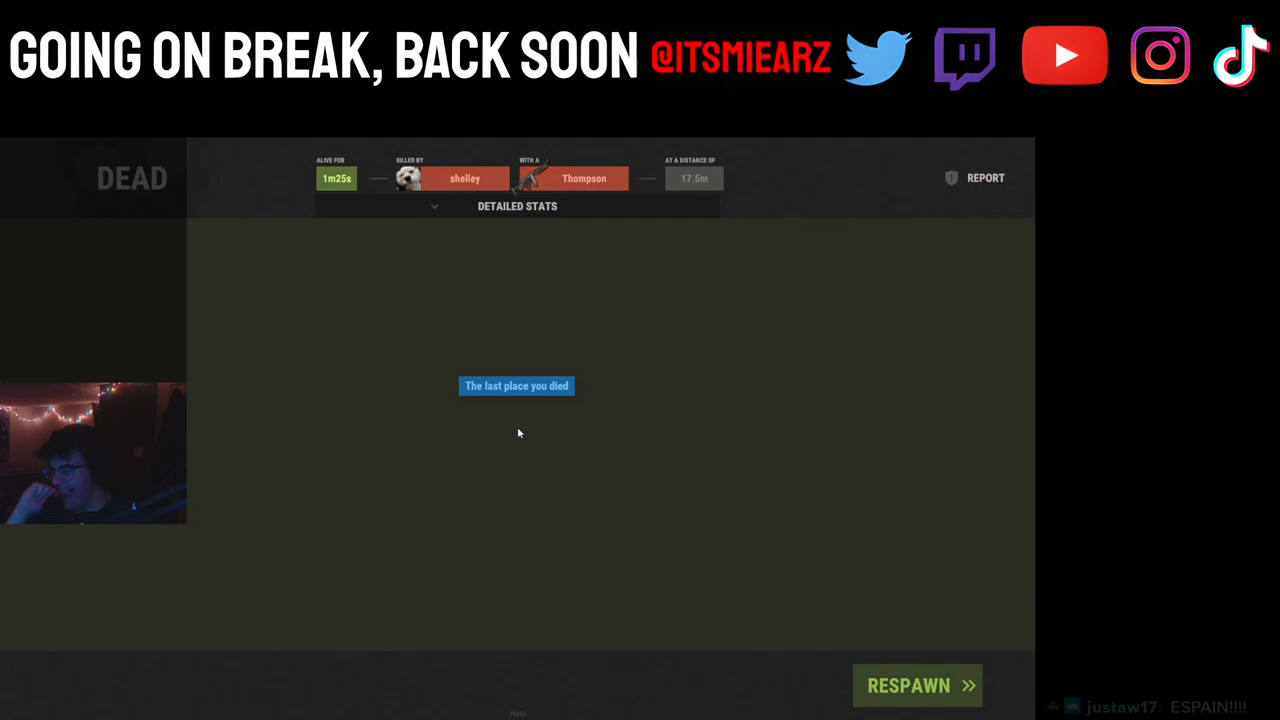 GOING ON BREAK, BACK SOON @ITSMIEARZ
DEAD
ALIVE FOR KILLED BY WITH A AT A DISTANCE OF
1m25s shelley Thompson 17.5m
REPORT
DETAILED STATS
The last place you died
RESPAWN
justaw17: ESPAIN!!!!